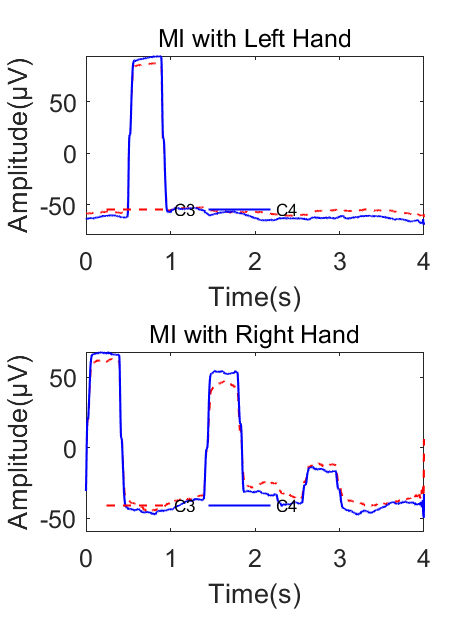 MI with Left Hand
Amplitude(μV)
50
0
-50
C3
C4
0
1
2
3
4
Time(s)
MI with Right Hand
Amplitude(μV)
50
0
-50
C3
C4
0
1
2
3
4
Time(s)